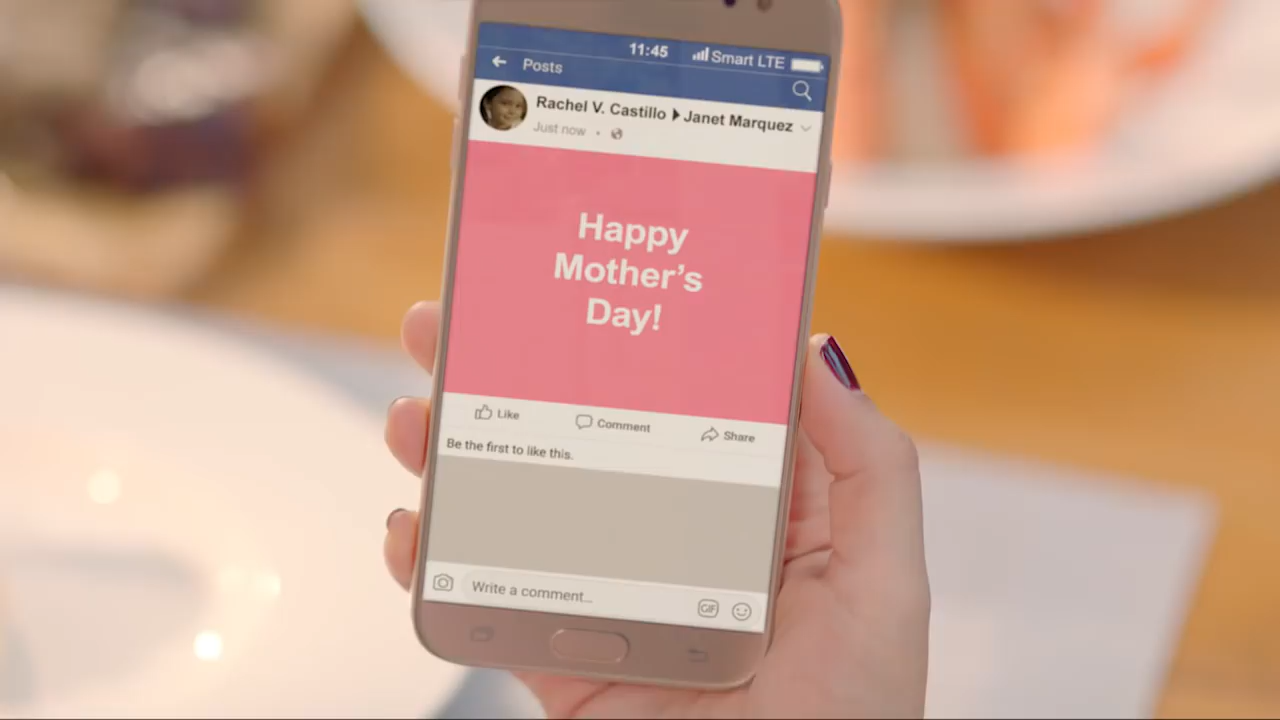 11:45 Smart LTE
Posts
Rachel V. Castillo ▶ Janet Marquez
Just now ·
Happy
Mother’s
Day!
Like Comment Share
Be the first to like this.
Write a comment... GIF